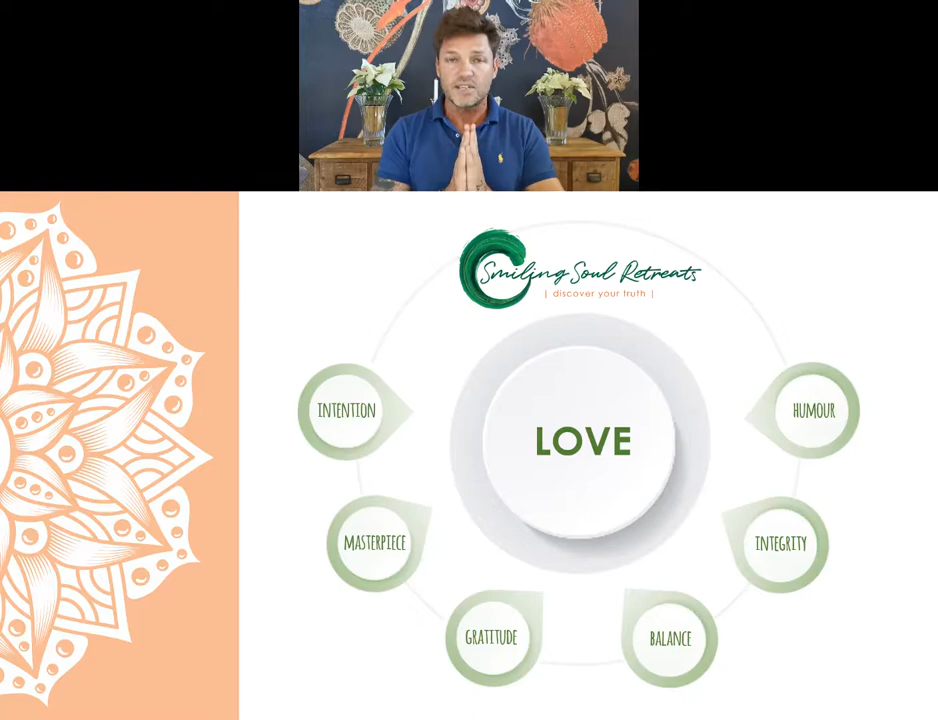 Smiling Soul Retreats
| discover your truth |
INTENTION
HUMOUR
LOVE
MASTERPIECE
INTEGRITY
GRATITUDE
BALANCE